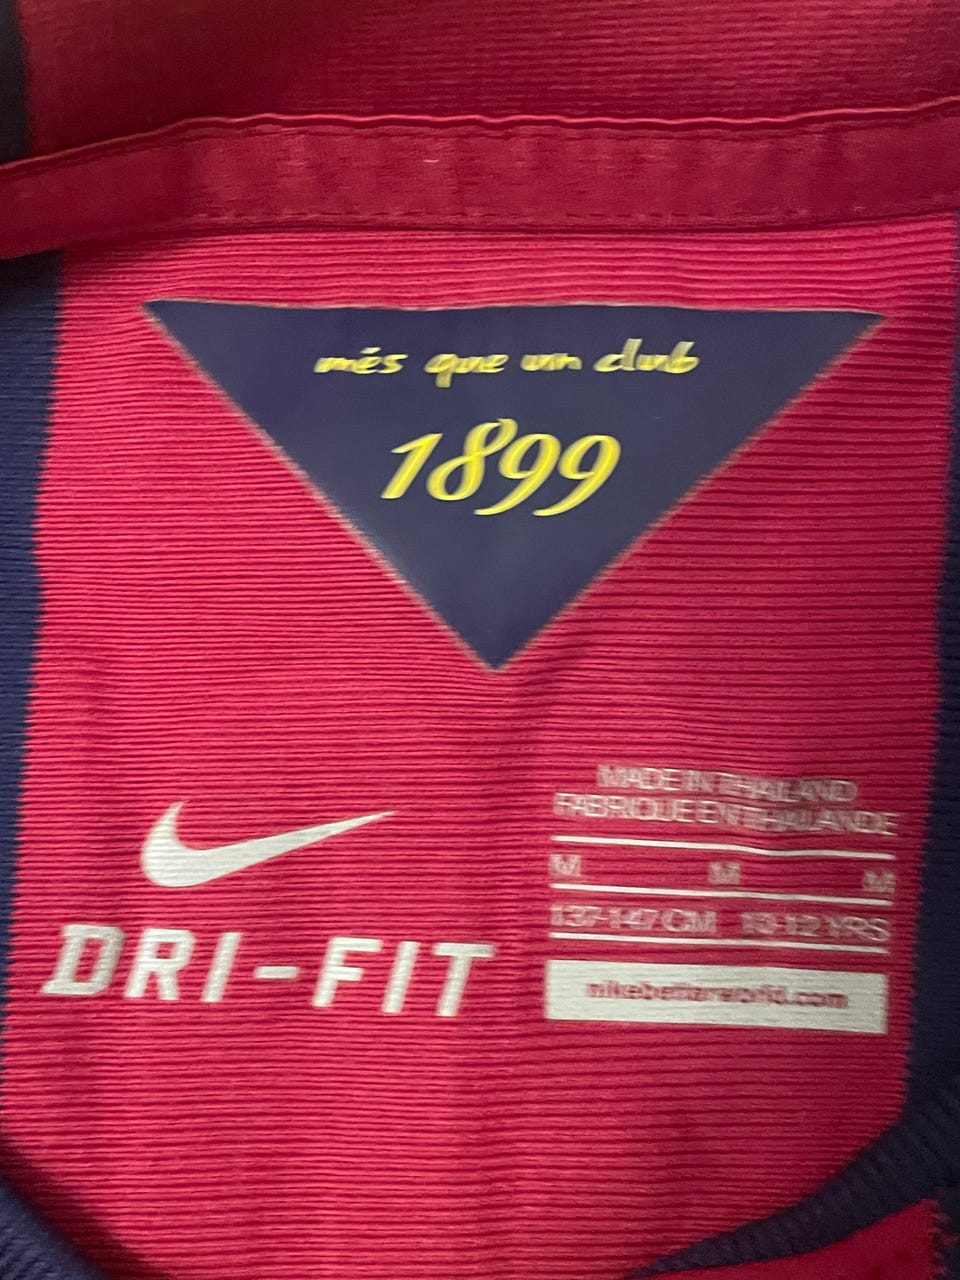 més que un club
1899
MADE IN THAILAND
FABRIQUE EN THAILANDE
M M M
137-147 CM 10-12 YRS
nikebetterworld.com
DRI-FIT